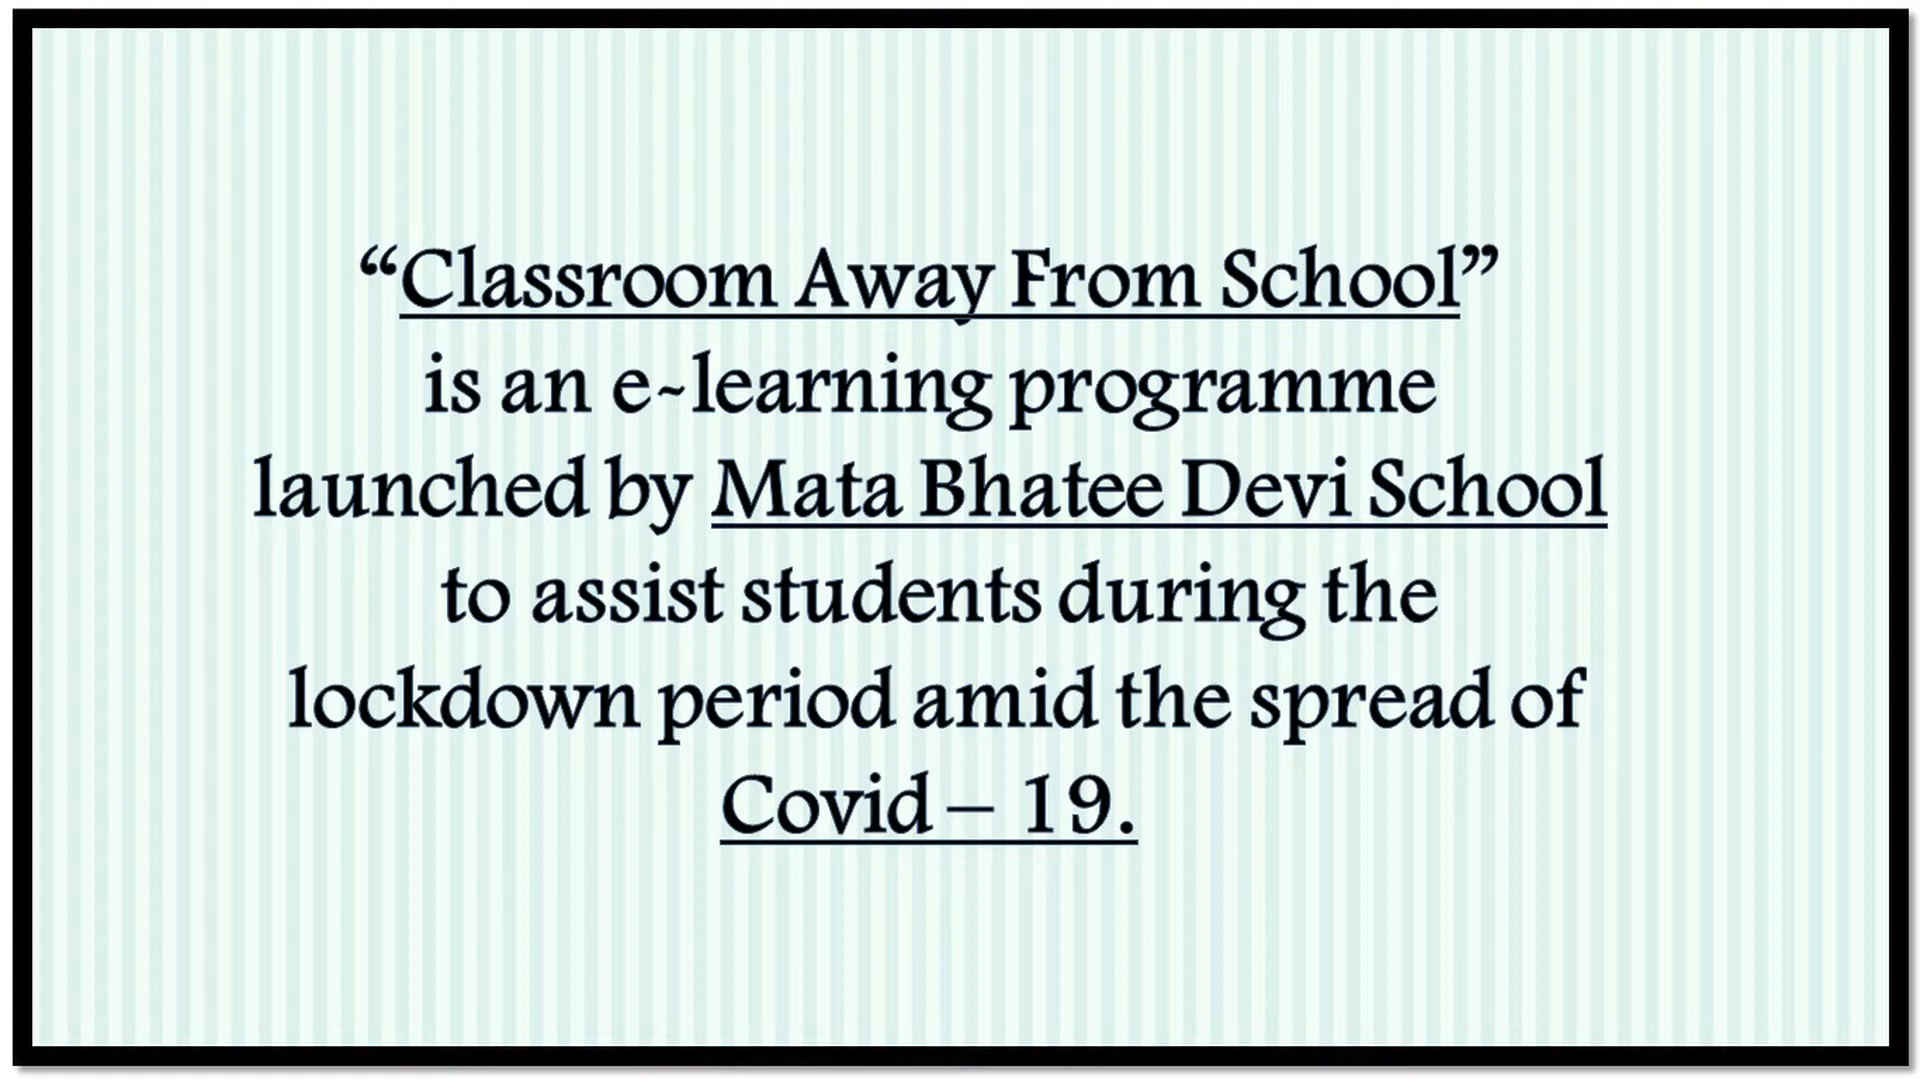 “Classroom Away From School”
is an e-learning programme
launched by Mata Bhatee Devi School
to assist students during the
lockdown period amid the spread of
Covid – 19.